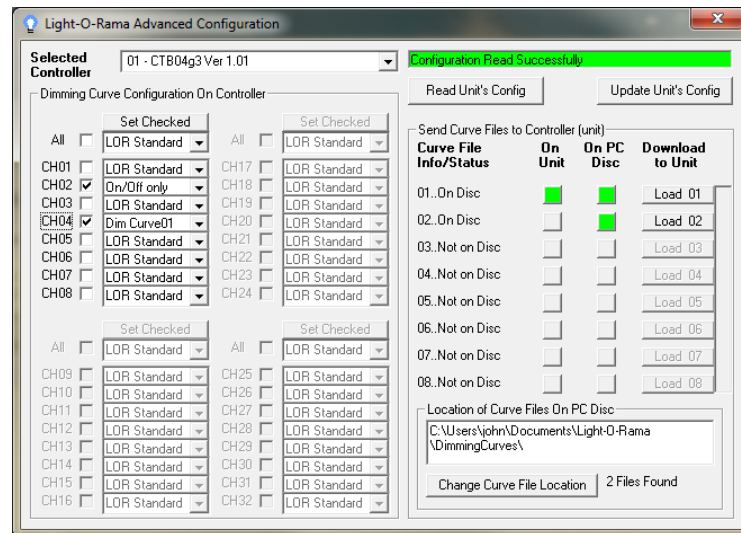 Light-O-Rama Advanced Configuration
Selected Controller
01 - CTB04g3 Ver 1.01
Configuration Read Successfully
Read Unit's Config
Update Unit's Config
Dimming Curve Configuration On Controller
Set Checked
Set Checked
All LOR Standard
All LOR Standard
CH01 LOR Standard
CH17 LOR Standard
CH02 On/Off only
CH18 LOR Standard
CH03 LOR Standard
CH19 LOR Standard
CH04 Dim Curve01
CH20 LOR Standard
CH05 LOR Standard
CH21 LOR Standard
CH06 LOR Standard
CH22 LOR Standard
CH07 LOR Standard
CH23 LOR Standard
CH08 LOR Standard
CH24 LOR Standard
Set Checked
Set Checked
All LOR Standard
All LOR Standard
CH09 LOR Standard
CH25 LOR Standard
CH10 LOR Standard
CH26 LOR Standard
CH11 LOR Standard
CH27 LOR Standard
CH12 LOR Standard
CH28 LOR Standard
CH13 LOR Standard
CH29 LOR Standard
CH14 LOR Standard
CH30 LOR Standard
CH15 LOR Standard
CH31 LOR Standard
CH16 LOR Standard
CH32 LOR Standard
Send Curve Files to Controller (unit)
Curve File Info/Status
On Unit
On PC Disc
Download to Unit
01..On Disc
Load 01
02..On Disc
Load 02
03..Not on Disc
Load 03
04..Not on Disc
Load 04
05..Not on Disc
Load 05
06..Not on Disc
Load 06
07..Not on Disc
Load 07
08..Not on Disc
Load 08
Location of Curve Files On PC Disc
C:\Users\john\Documents\Light-O-Rama
\DimmingCurves\
Change Curve File Location
2 Files Found